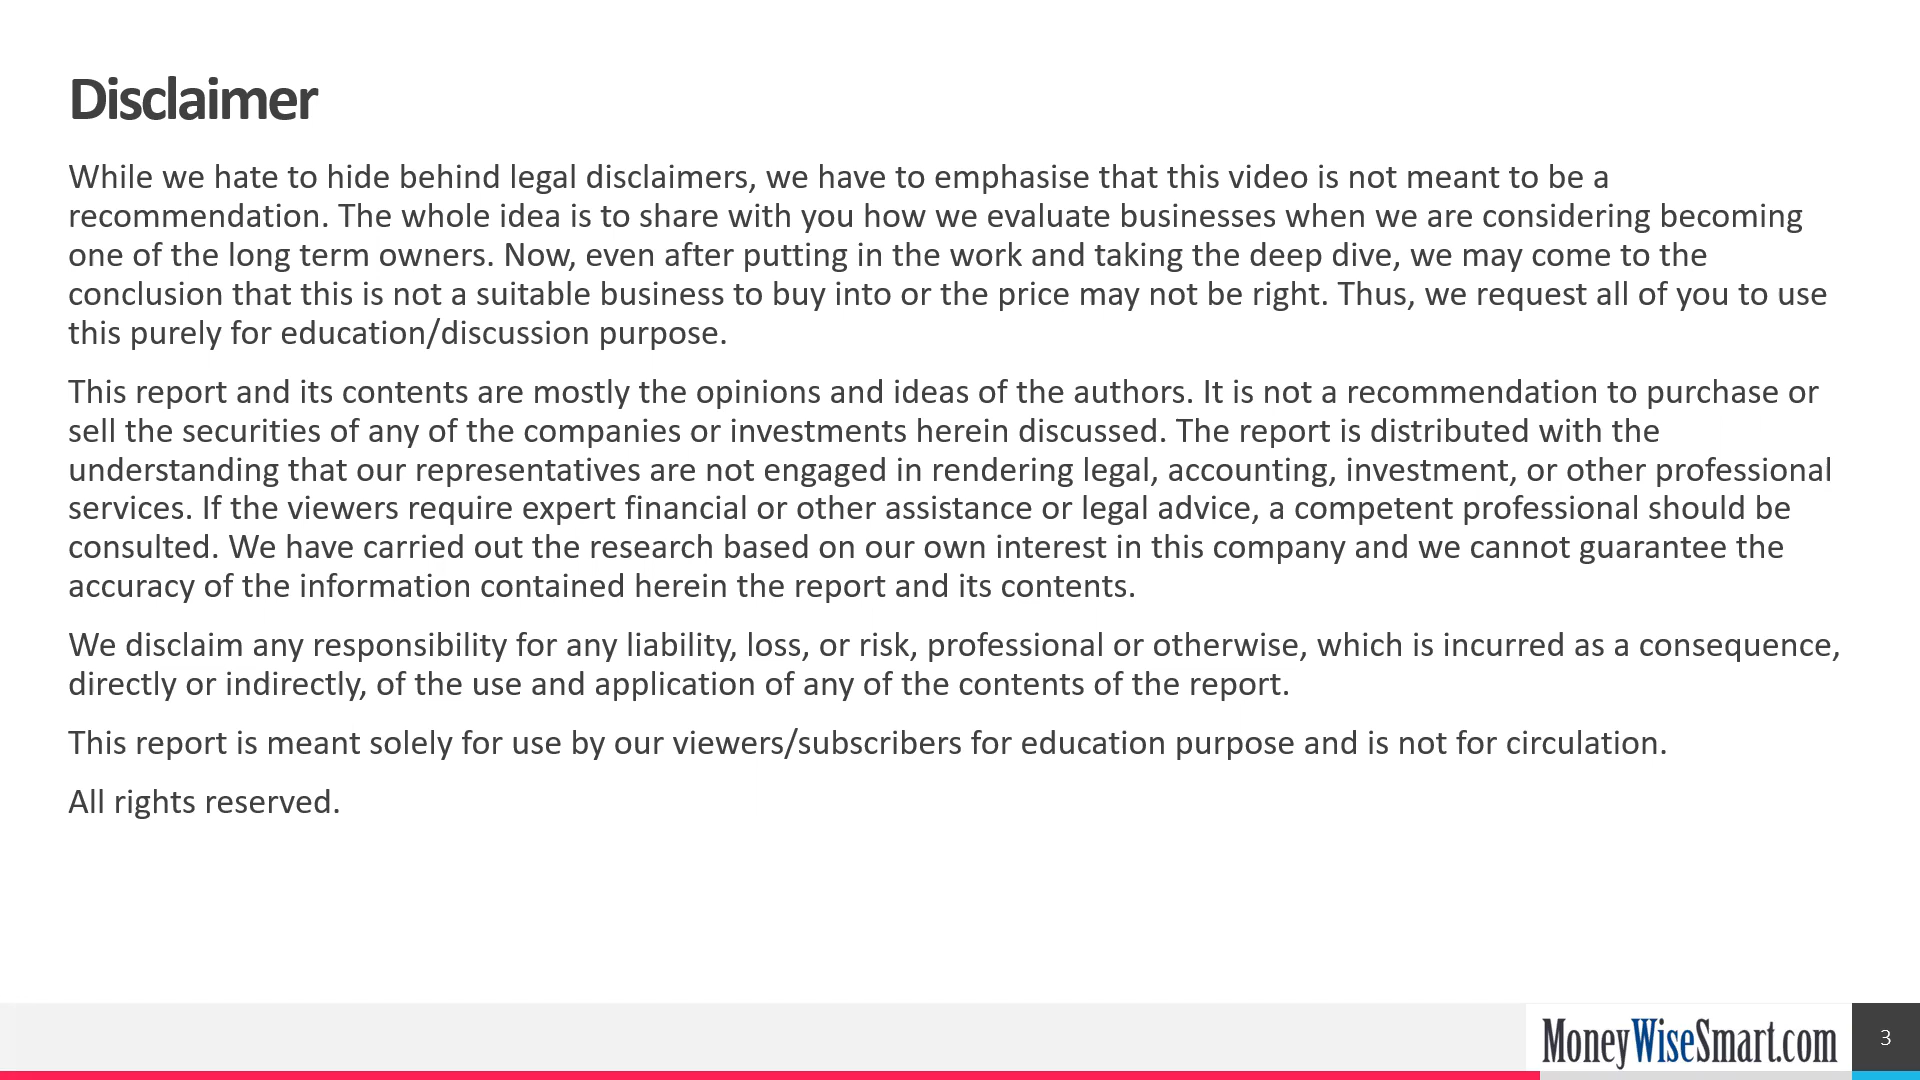 Disclaimer
While we hate to hide behind legal disclaimers, we have to emphasise that this video is not meant to be a
recommendation. The whole idea is to share with you how we evaluate businesses when we are considering becoming
one of the long term owners. Now, even after putting in the work and taking the deep dive, we may come to the
conclusion that this is not a suitable business to buy into or the price may not be right. Thus, we request all of you to use
this purely for education/discussion purpose.
This report and its contents are mostly the opinions and ideas of the authors. It is not a recommendation to purchase or
sell the securities of any of the companies or investments herein discussed. The report is distributed with the
understanding that our representatives are not engaged in rendering legal, accounting, investment, or other professional
services. If the viewers require expert financial or other assistance or legal advice, a competent professional should be
consulted. We have carried out the research based on our own interest in this company and we cannot guarantee the
accuracy of the information contained herein the report and its contents.
We disclaim any responsibility for any liability, loss, or risk, professional or otherwise, which is incurred as a consequence,
directly or indirectly, of the use and application of any of the contents of the report.
This report is meant solely for use by our viewers/subscribers for education purpose and is not for circulation.
All rights reserved.
MoneyWiseSmart.com
3